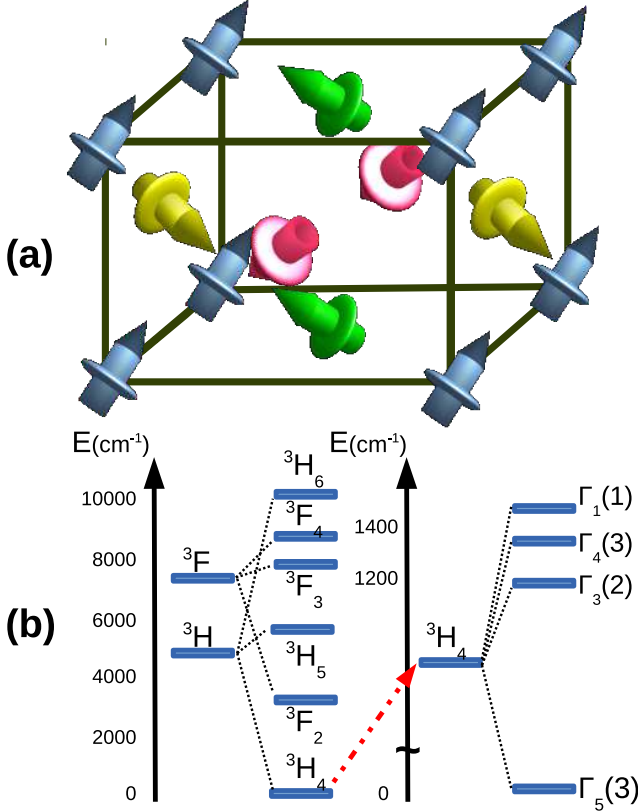 (a)
E(cm⁻¹)
10000
8000
6000
4000
2000
0
³F
³H
³H₆
³F₄
³F₃
³H₅
³F₂
³H₄
(b)
E(cm⁻¹)
1400
1200
0
³H₄
~
Γ₁(1)
Γ₄(3)
Γ₃(2)
Γ₅(3)